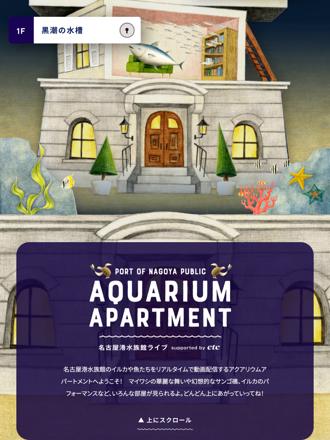 1F 黒潮の水槽
PORT OF NAGOYA PUBLIC
AQUARIUM
APARTMENT
名古屋港水族館ライブ supported by ctc
名古屋港水族館のイルカや魚たちをリアルタイムで動画配信するアクアリウムア
パートメントへようこそ! マイワシの華麗な舞いや幻想的なサンゴ礁、イルカのパ
フォーマンスなど、いろんな部屋が見られるよ。どんどん上にあがっていってね!
▲ 上にスクロール